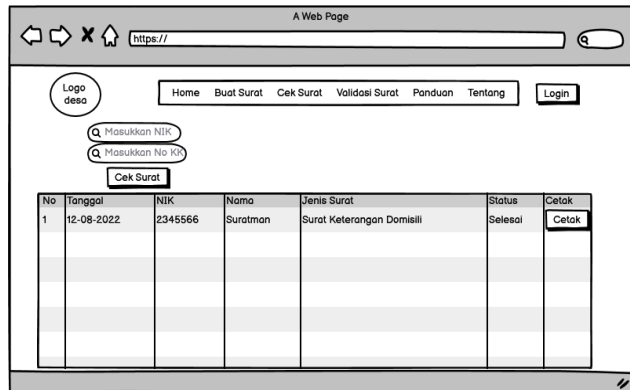 A Web Page
https://
Logo
desa
Home Buat Surat Cek Surat Validasi Surat Panduan Tentang
Login
Masukkan NIK
Masukkan No KK
Cek Surat
No Tanggal NIK Nama Jenis Surat Status Cetak
1 12-08-2022 2345566 Suratman Surat Keterangan Domisili Selesai Cetak